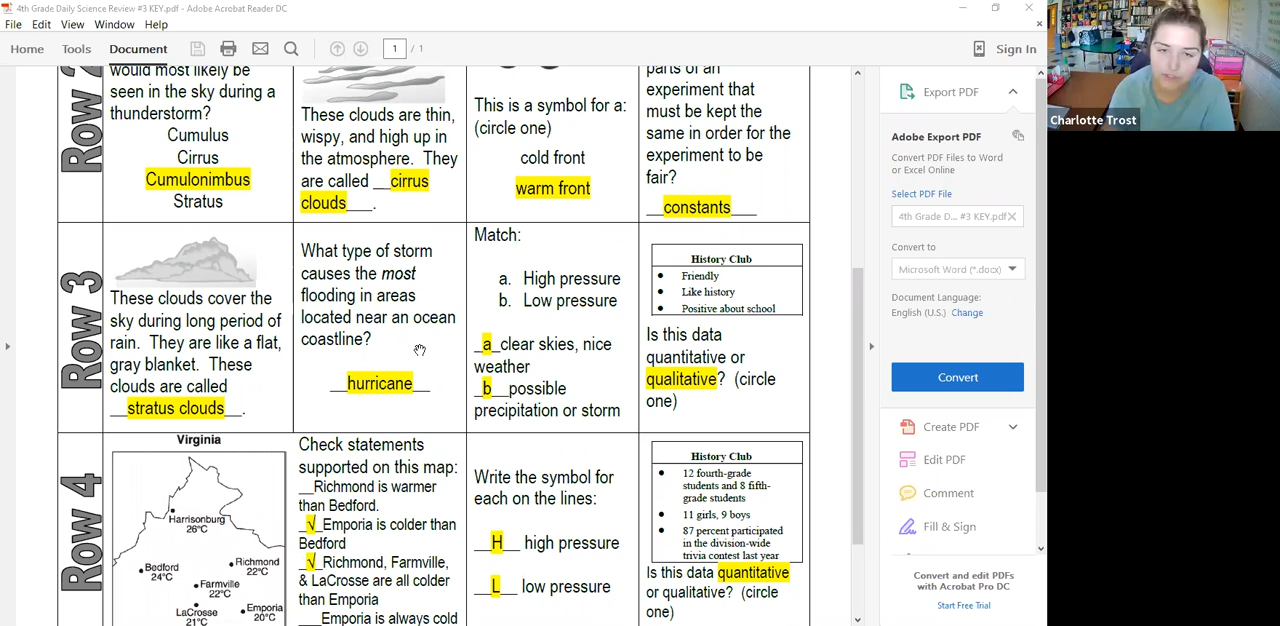 4th Grade Daily Science Review #3 KEY.pdf - Adobe Acrobat Reader DC
File Edit View Window Help
Home Tools Document 1 / 1 Sign In
Row 2
would most likely be
seen in the sky during a
thunderstorm?
Cumulus
Cirrus
Cumulonimbus
Stratus
These clouds are thin,
wispy, and high up in
the atmosphere. They
are called __cirrus
clouds___.
This is a symbol for a:
(circle one)
cold front
warm front
parts of an
experiment that
must be kept the
same in order for the
experiment to be
fair?
__constants___
Row 3
These clouds cover the
sky during long period of
rain. They are like a flat,
gray blanket. These
clouds are called
__stratus clouds__.
What type of storm
causes the most
flooding in areas
located near an ocean
coastline?
__hurricane__
Match:
a. High pressure
b. Low pressure
_a_clear skies, nice
weather
_b__possible
precipitation or storm
History Club
• Friendly
• Like history
• Positive about school
Is this data
quantitative or
qualitative? (circle
one)
Row 4
Virginia
Harrisonburg
26°C
Bedford
24°C
Richmond
22°C
Farmville
22°C
LaCrosse
21°C
Emporia
20°C
Check statements
supported on this map:
__Richmond is warmer
than Bedford.
_√_Emporia is colder than
Bedford
_√_Richmond, Farmville,
& LaCrosse are all colder
than Emporia
___Emporia is always cold
Write the symbol for
each on the lines:
__H__ high pressure
__L__ low pressure
History Club
• 12 fourth-grade
students and 8 fifth-
grade students
• 11 girls, 9 boys
• 87 percent participated
in the division-wide
trivia contest last year
Is this data quantitative
or qualitative? (circle
one)
Export PDF
Adobe Export PDF
Convert PDF Files to Word
or Excel Online
Select PDF File
4th Grade D... #3 KEY.pdf
Convert to
Microsoft Word (*.docx)
Document Language:
English (U.S.) Change
Convert
Create PDF
Edit PDF
Comment
Fill & Sign
Convert and edit PDFs
with Acrobat Pro DC
Start Free Trial
Charlotte Trost